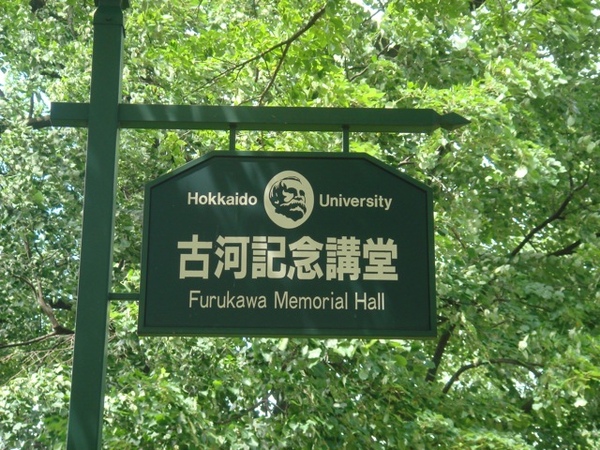 Hokkaido University
古河記念講堂
Furukawa Memorial Hall